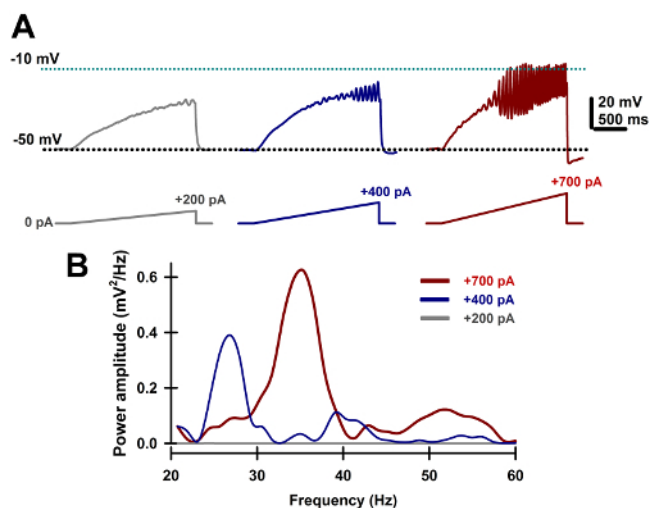 A
-10 mV
-50 mV
20 mV
500 ms
0 pA
+200 pA
+400 pA
+700 pA
B
Power amplitude (mV²/Hz)
0.6
0.4
0.2
0.0
+700 pA
+400 pA
+200 pA
20 30 40 50 60
Frequency (Hz)